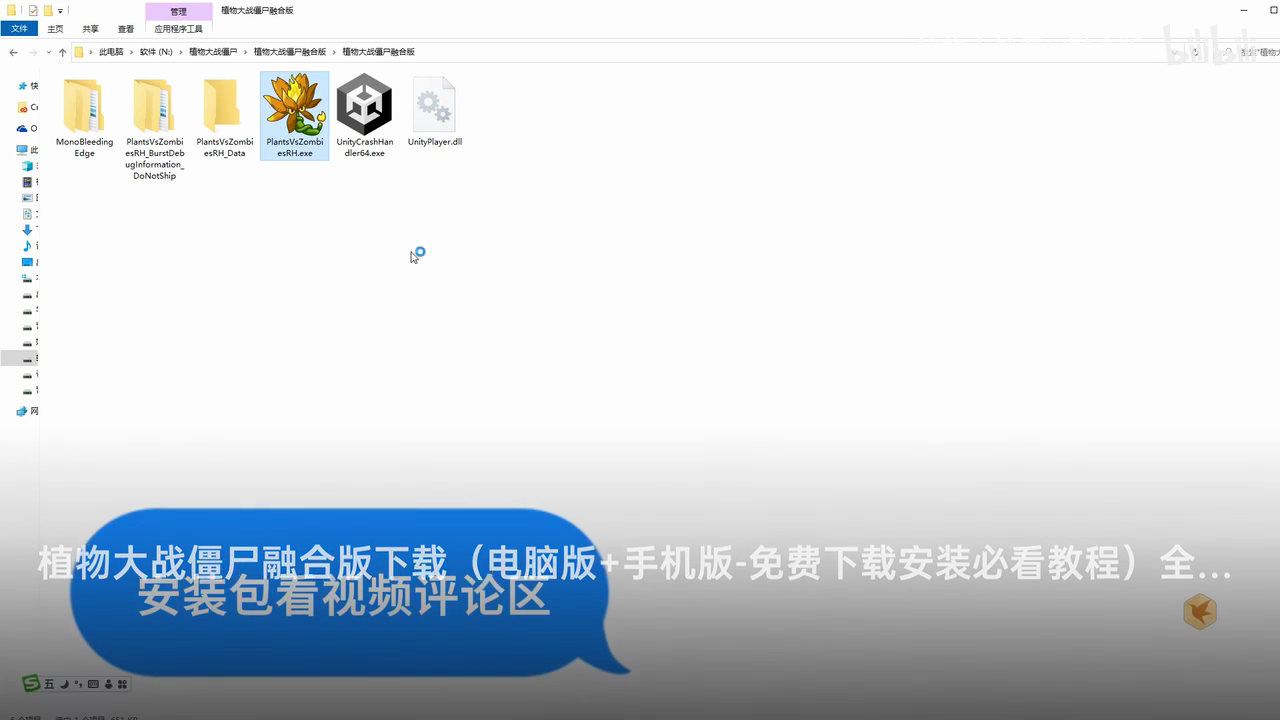 管理
植物大战僵尸融合版
文件
主页
共享
查看
应用程序工具
此电脑 › 软件 (N:) › 植物大战僵尸 › 植物大战僵尸融合版 › 植物大战僵尸融合版
bilibili
MonoBleedingEdge
PlantsVsZombiesRH_BurstDebugInformation_DoNotShip
PlantsVsZombiesRH_Data
PlantsVsZombiesRH.exe
UnityCrashHandler64.exe
UnityPlayer.dll
植物大战僵尸融合版下载（电脑版+手机版-免费下载安装必看教程）全...
安装包看视频评论区
五